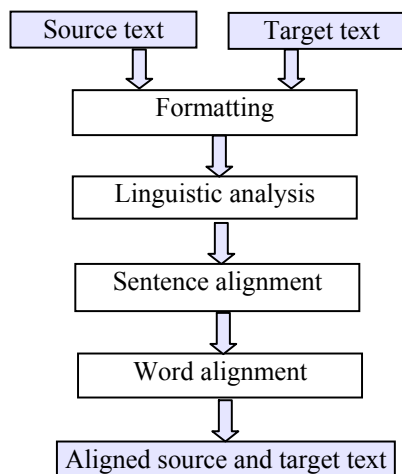 Source text
Target text
Formatting
Linguistic analysis
Sentence alignment
Word alignment
Aligned source and target text